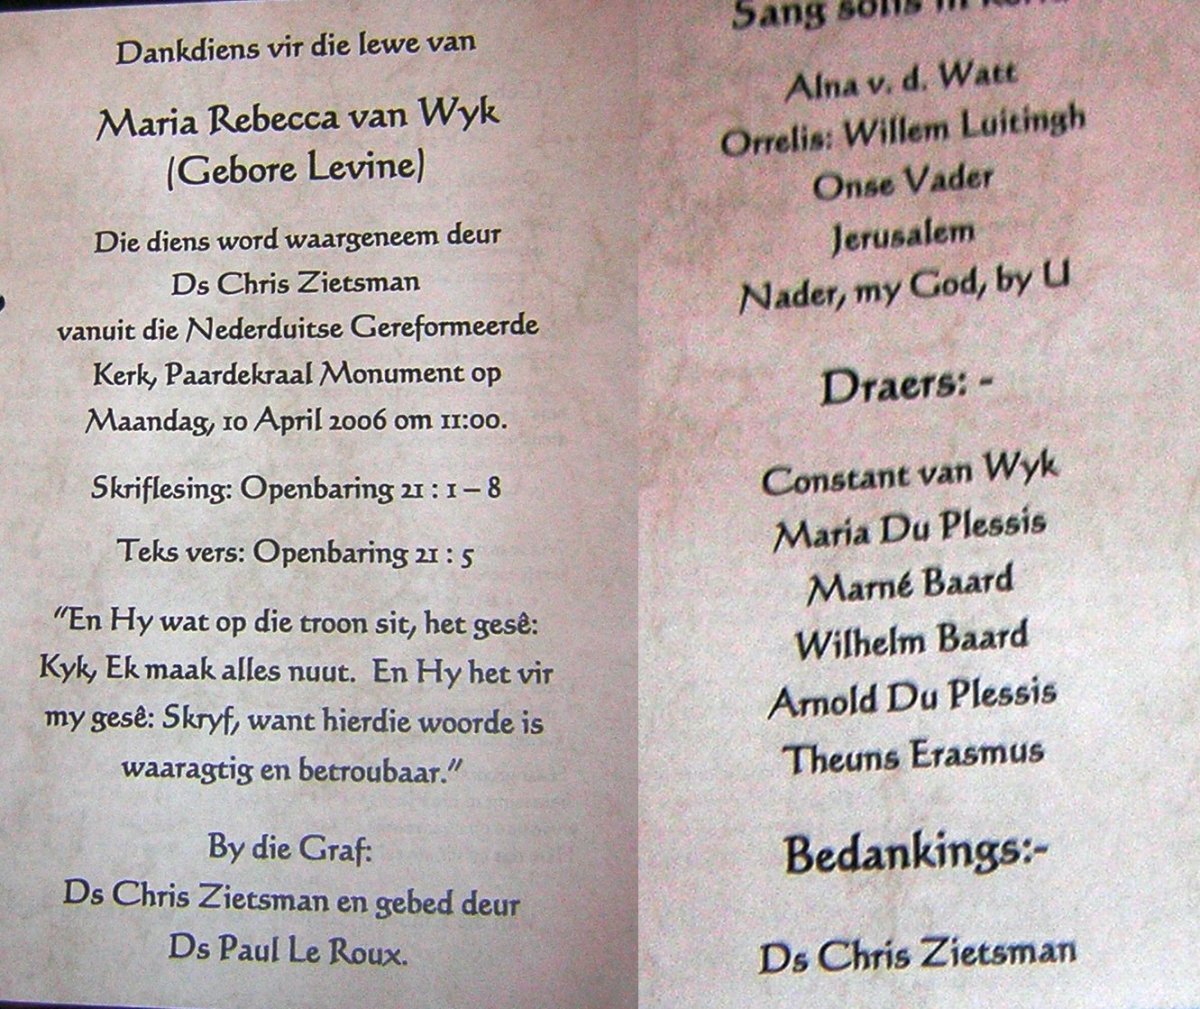 Dankdiens vir die lewe van
Maria Rebecca van Wyk
(Gebore Levine)
Die diens word waargeneem deur
Ds Chris Zietsman
vanuit die Nederduitse Gereformeerde
Kerk, Paardekraal Monument op
Maandag, 10 April 2006 om 11:00.
Skriflesing: Openbaring 21 : 1 – 8
Teks vers: Openbaring 21 : 5
"En Hy wat op die troon sit, het gesê:
Kyk, Ek maak alles nuut. En Hy het vir
my gesê: Skryf, want hierdie woorde is
waaragtig en betroubaar."
By die Graf:
Ds Chris Zietsman en gebed deur
Ds Paul Le Roux.
Sang solis in
Alna v. d. Watt
Orrelis: Willem Luitingh
Onse Vader
Jerusalem
Nader, my God, by U
Draers: -
Constant van Wyk
Maria Du Plessis
Marné Baard
Wilhelm Baard
Arnold Du Plessis
Theuns Erasmus
Bedankings:-
Ds Chris Zietsman